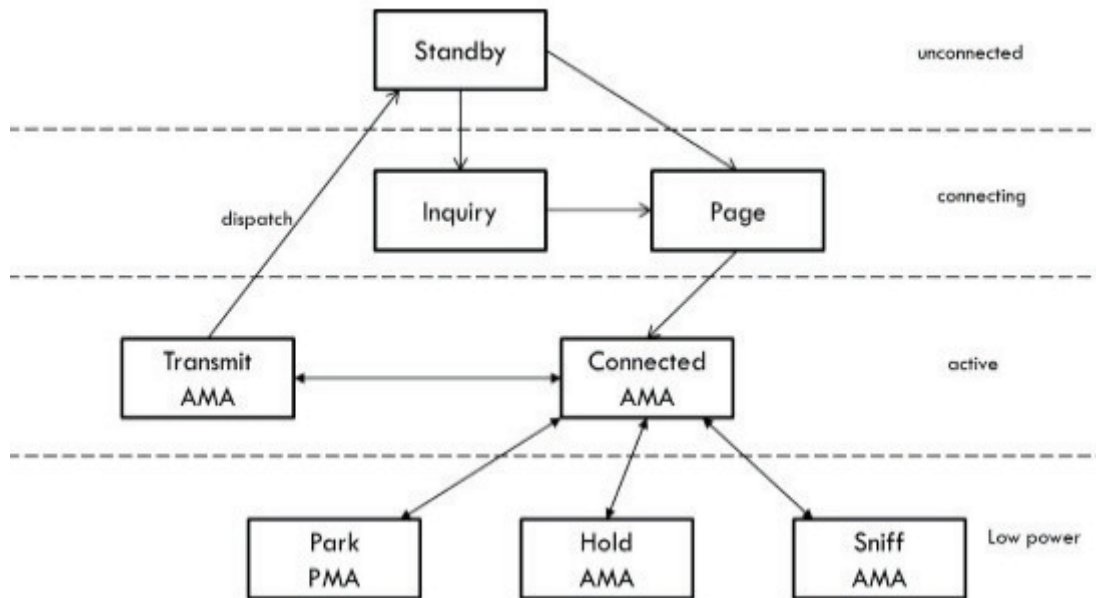 Standby
unconnected
Inquiry
Page
connecting
dispatch
Transmit
AMA
Connected
AMA
active
Park
PMA
Hold
AMA
Sniff
AMA
Low power